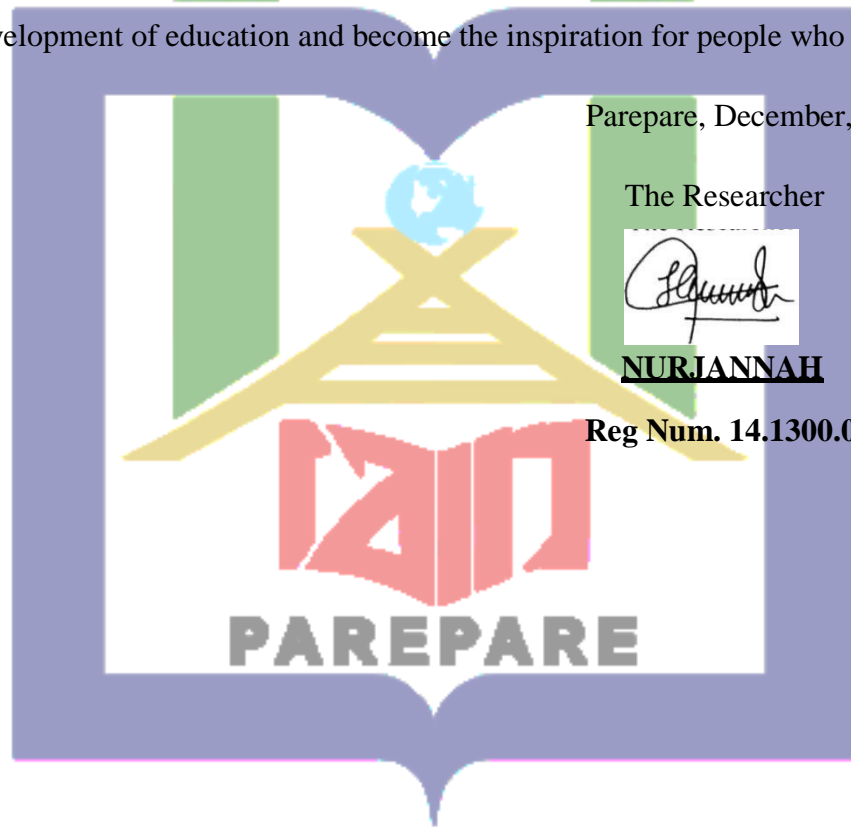 velopment of education and become the inspiration for people who
Parepare, December,
The Researcher
NURJANNAH
Reg Num. 14.1300.0
IAIN
PAREPARE